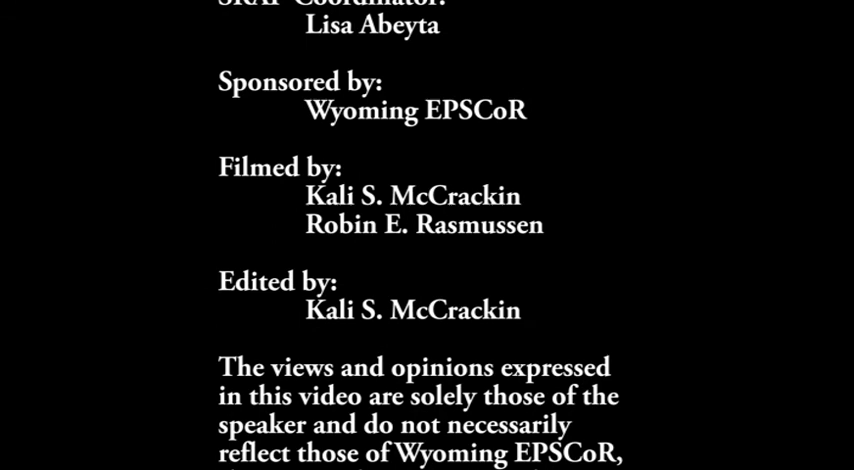 SRAP Coordinator:
Lisa Abeyta
Sponsored by:
Wyoming EPSCoR
Filmed by:
Kali S. McCrackin
Robin E. Rasmussen
Edited by:
Kali S. McCrackin
The views and opinions expressed
in this video are solely those of the
speaker and do not necessarily
reflect those of Wyoming EPSCoR,